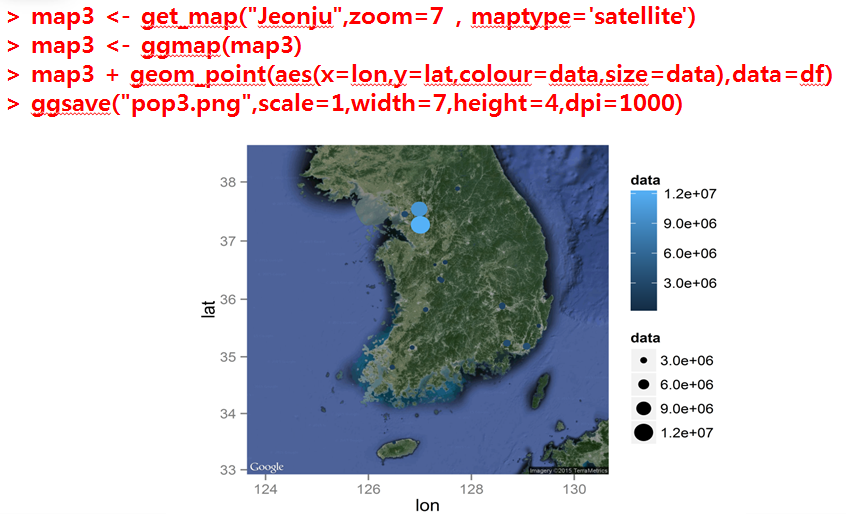 > map3 <- get_map("Jeonju",zoom=7 , maptype='satellite')
> map3 <- ggmap(map3)
> map3 + geom_point(aes(x=lon,y=lat,colour=data,size=data),data=df)
> ggsave("pop3.png",scale=1,width=7,height=4,dpi=1000)
38
37
36
35
34
33
lat
124
126
128
130
lon
Google
Imagery ©2015 TerraMetrics
data
1.2e+07
9.0e+06
6.0e+06
3.0e+06
data
3.0e+06
6.0e+06
9.0e+06
1.2e+07